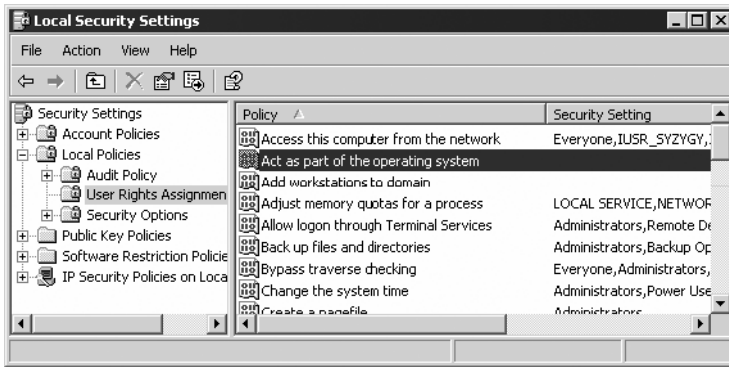 Local Security Settings
File Action View Help
Security Settings
Account Policies
Local Policies
Audit Policy
User Rights Assignmen
Security Options
Public Key Policies
Software Restriction Policie
IP Security Policies on Loca
Policy Security Setting
Access this computer from the network Everyone,IUSR_SYZYGY,
Act as part of the operating system
Add workstations to domain
Adjust memory quotas for a process LOCAL SERVICE,NETWOR
Allow logon through Terminal Services Administrators,Remote De
Back up files and directories Administrators,Backup Op
Bypass traverse checking Everyone,Administrators,
Change the system time Administrators,Power Use
Create a pagefile Administrators